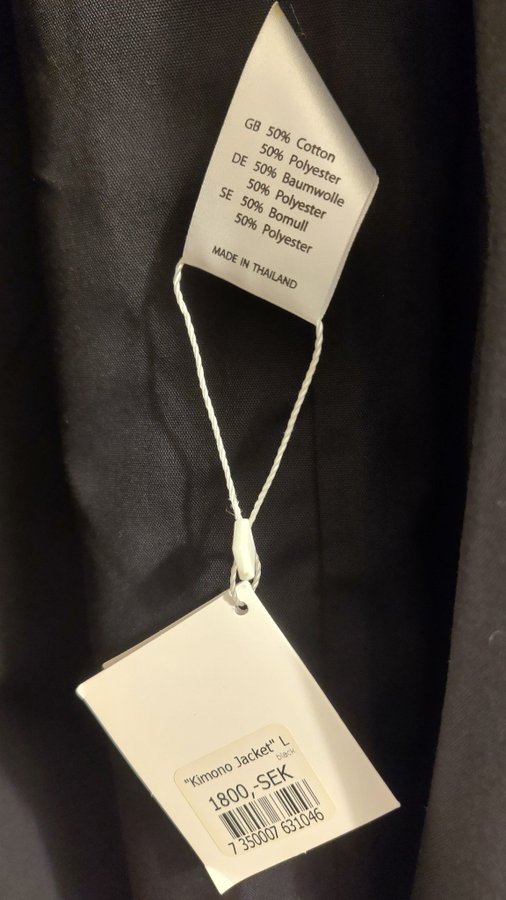 GB 50% Cotton
50% Polyester
DE 50% Baumwolle
50% Polyester
SE 50% Bomull
50% Polyester
MADE IN THAILAND
"Kimono Jacket" L
black
1800,-SEK
7 350007 631046